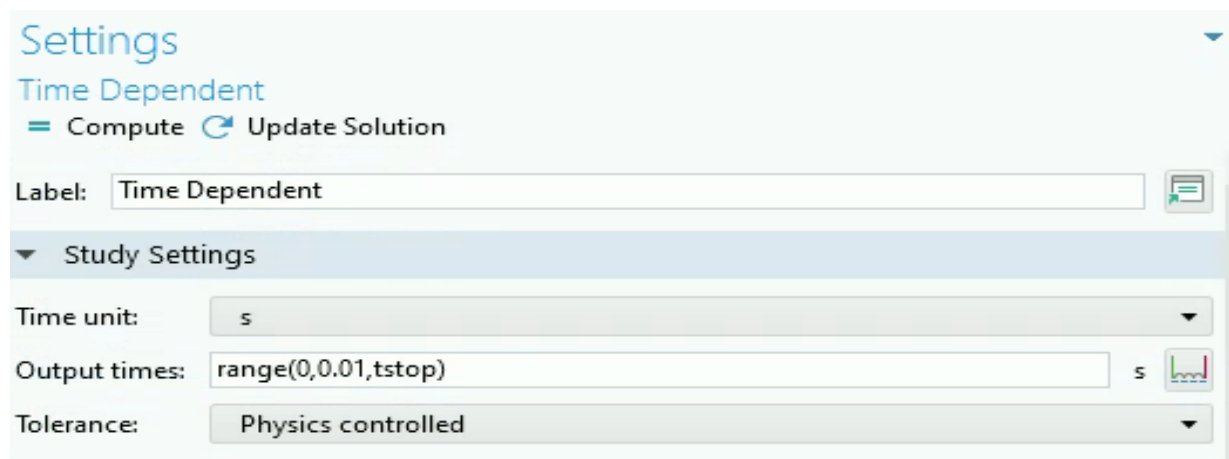 Settings
Time Dependent
= Compute Update Solution
Label: Time Dependent
Study Settings
Time unit: s
Output times: range(0,0.01,tstop) s
Tolerance: Physics controlled